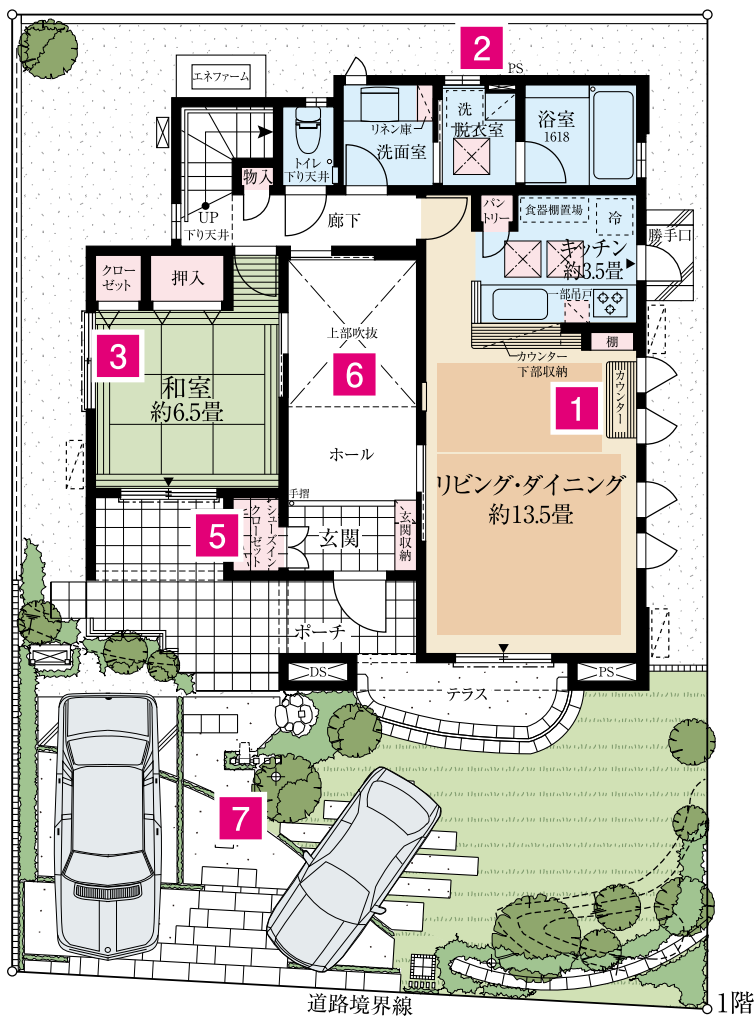 2
PS
エネファーム
洗
脱衣室
浴室
1618
リネン庫
洗面室
トイレ
下り天井
物入
UP
下り天井
廊下
パン
トリー
食器棚置場
冷
キッチン
約3.5畳
勝手口
クロー
ゼット
押入
一部吊戸
上部吹抜
棚
カウンター
下部収納
カウンター
3
6
1
和室
約6.5畳
ホール
リビング・ダイニング
約13.5畳
手摺
5
シューズイン
クローゼット
玄関
玄関収納
ポーチ
DS
PS
テラス
7
道路境界線
1階